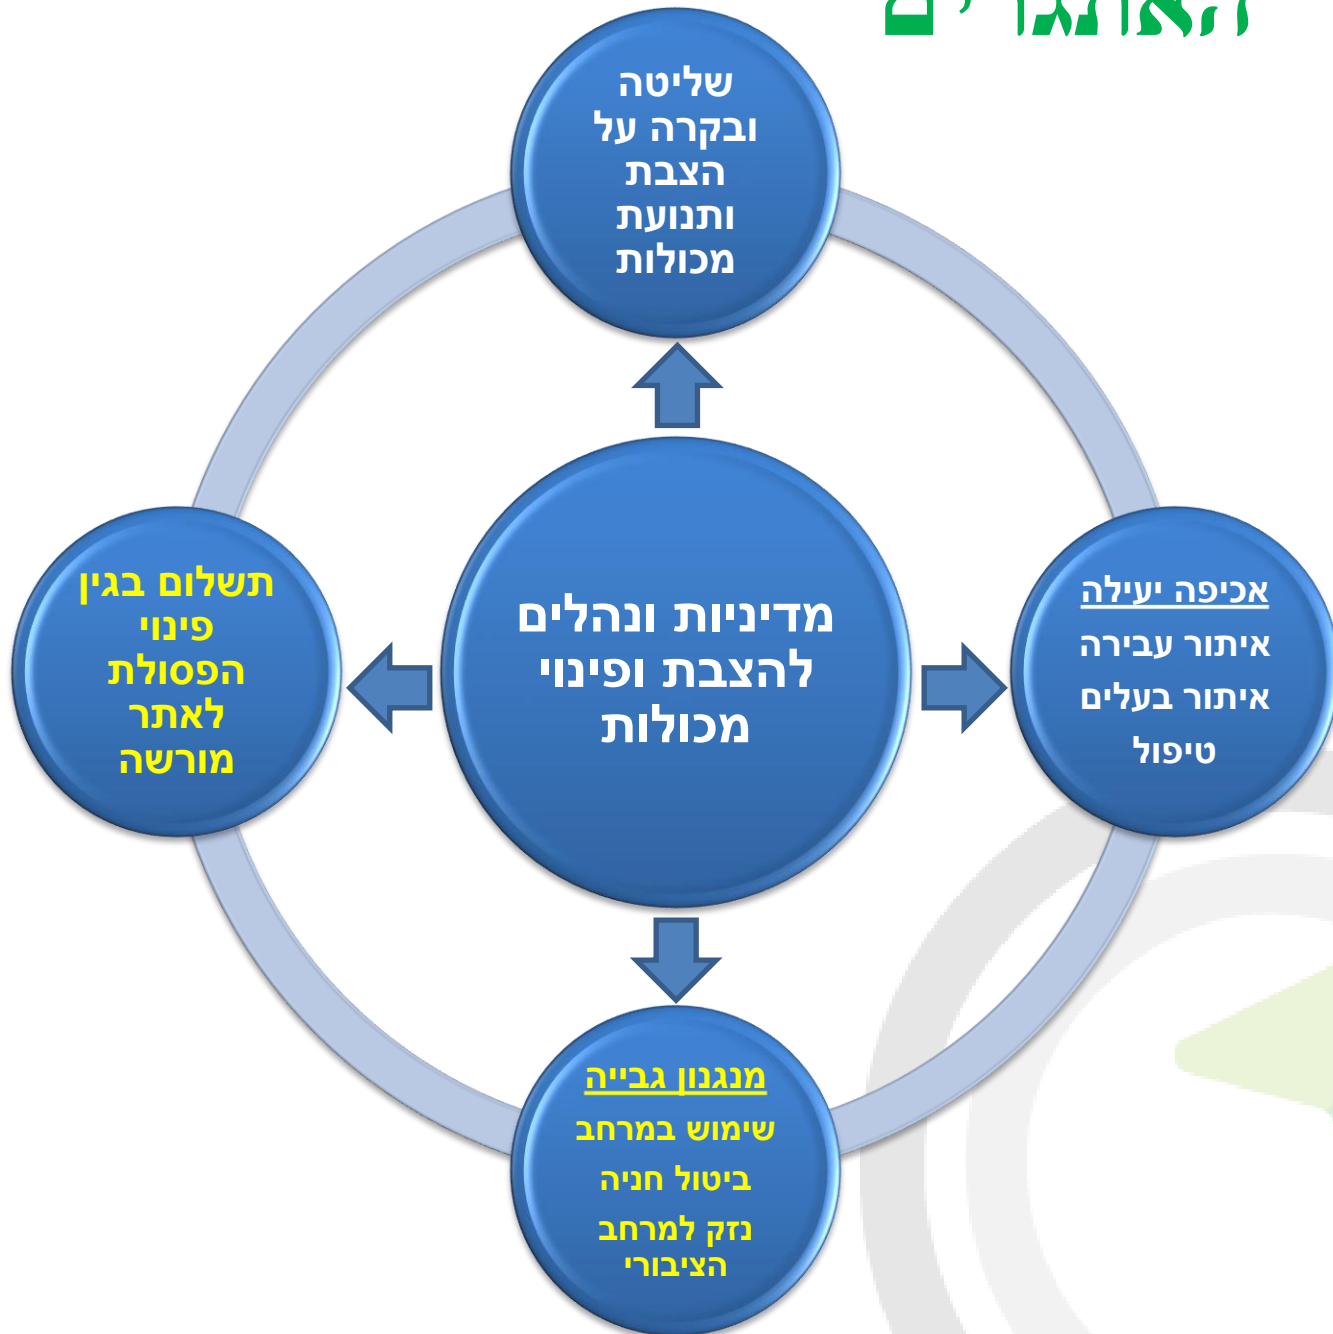 האתגרים
שליטה
ובקרה על
הצבת
ותנועת
מכולות
אכיפה יעילה
איתור עבירה
איתור בעלים
טיפול
מדיניות ונהלים
להצבת ופינוי
מכולות
תשלום בגין
פינוי
הפסולת
לאתר
מורשה
מנגנון גבייה
שימוש במרחב
ביטול חניה
נזק למרחב
הציבורי